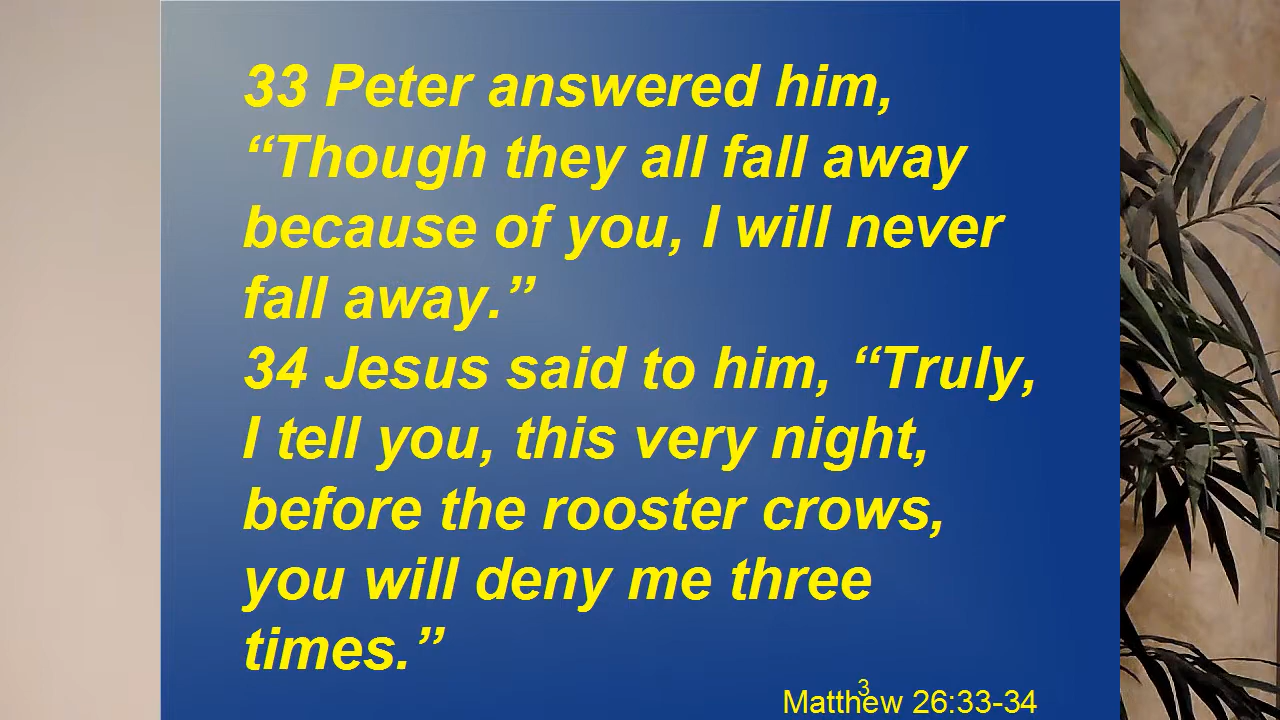 33 Peter answered him,
“Though they all fall away
because of you, I will never
fall away.”
34 Jesus said to him, “Truly,
I tell you, this very night,
before the rooster crows,
you will deny me three
times.”
3
Matthew 26:33-34